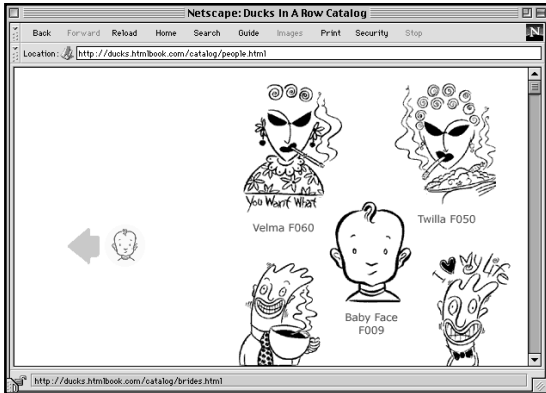 Netscape: Ducks In A Row Catalog
Back Forward Reload Home Search Guide Images Print Security Stop
N
Location: http://ducks.htmlbook.com/catalog/people.html
You Want What
Velma F060
Twilla F050
I ♥ My Life
Baby Face
F009
http://ducks.htmlbook.com/catalog/brides.html